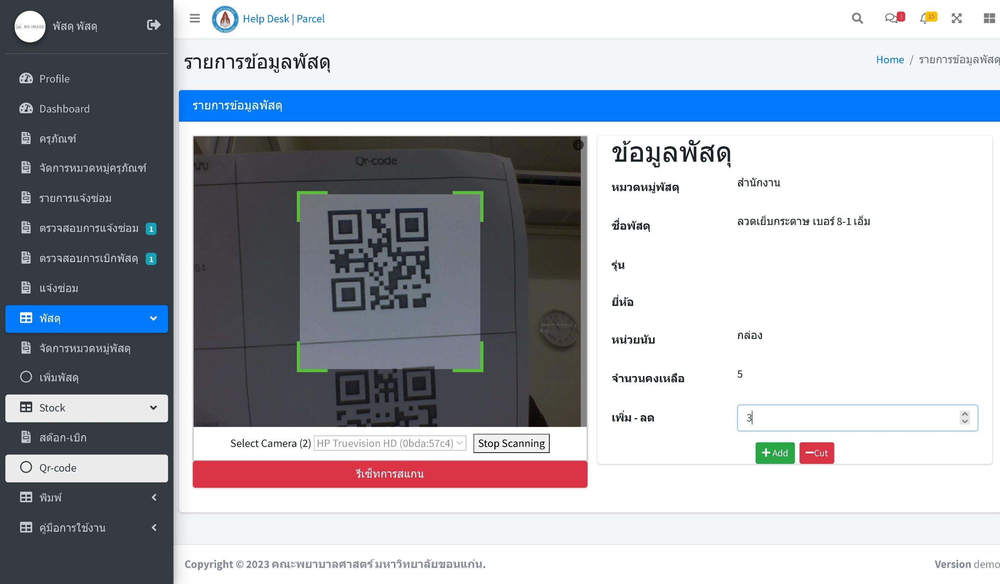 NO IMAGE
พัสดุ พัสดุ
Profile
Dashboard
ครุภัณฑ์
จัดการหมวดหมู่ครุภัณฑ์
รายการแจ้งซ่อม
ตรวจสอบการแจ้งซ่อม 1
ตรวจสอบการเบิกพัสดุ 1
แจ้งซ่อม
พัสดุ
จัดการหมวดหมู่พัสดุ
เพิ่มพัสดุ
Stock
สต๊อก-เบิก
Qr-code
พิมพ์
คู่มือการใช้งาน
Help Desk | Parcel
3
15
รายการข้อมูลพัสดุ
Home / รายการข้อมูลพัสดุ
รายการข้อมูลพัสดุ
Qr-code
Select Camera (2) HP Truevision HD (0bda:57c4) Stop Scanning
รีเซ็ทการสแกน
ข้อมูลพัสดุ
หมวดหมู่พัสดุ สำนักงาน
ชื่อพัสดุ ลวดเย็บกระดาษ เบอร์ 8-1 เอ็ม
รุ่น
ยี่ห้อ
หน่วยนับ กล่อง
จำนวนคงเหลือ 5
เพิ่ม - ลด 3
Add Cut
Copyright © 2023 คณะพยาบาลศาสตร์ มหาวิทยาลัยขอนแก่น.
Version demo